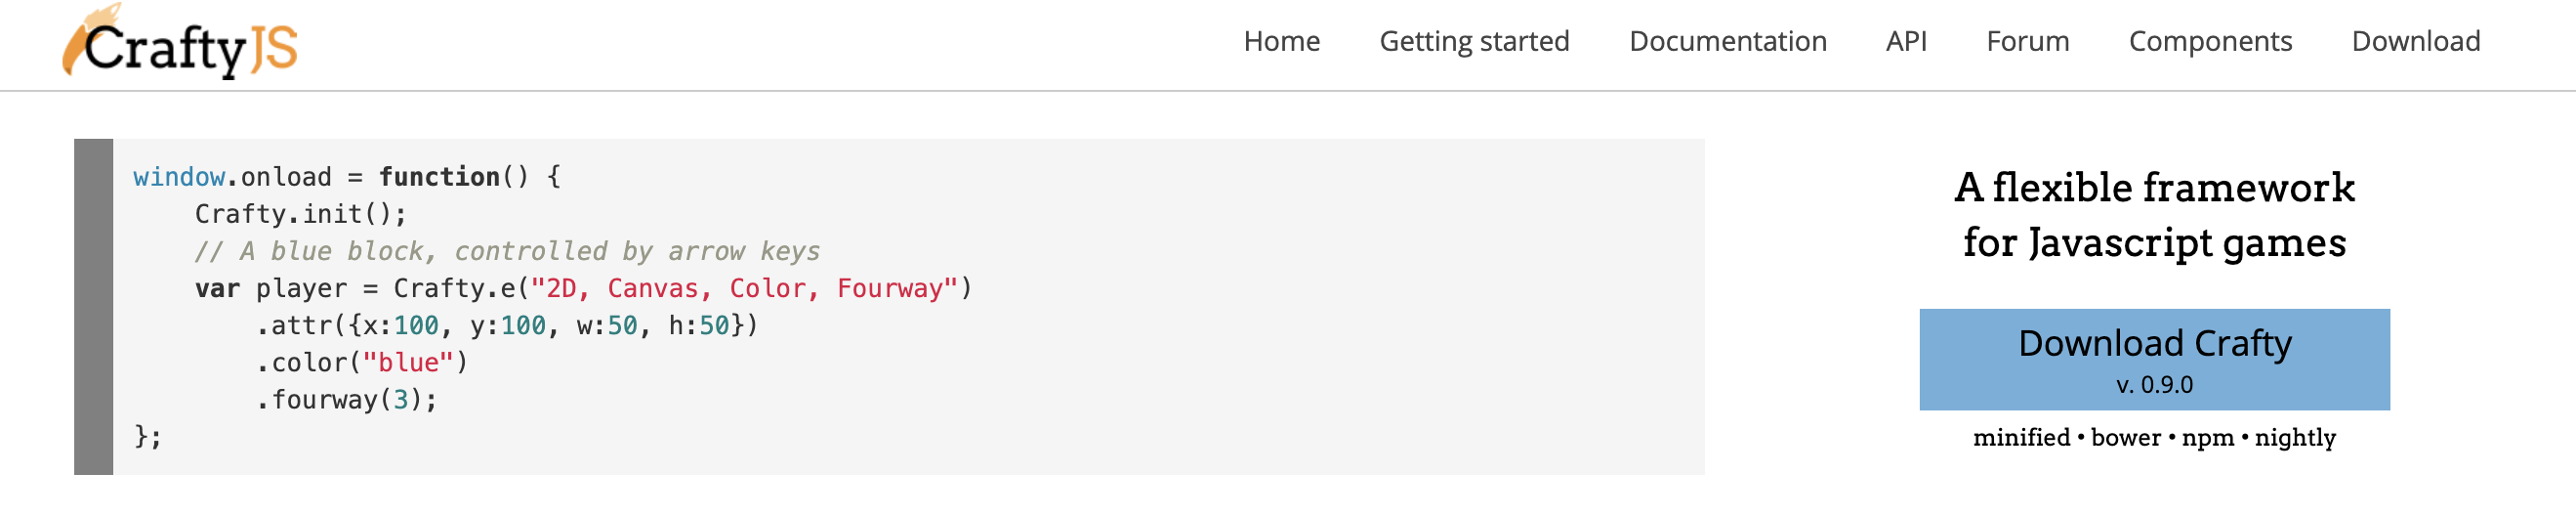 CraftyJS
Home Getting started Documentation API Forum Components Download
window.onload = function() {
    Crafty.init();
    // A blue block, controlled by arrow keys
    var player = Crafty.e("2D, Canvas, Color, Fourway")
        .attr({x:100, y:100, w:50, h:50})
        .color("blue")
        .fourway(3);
};
A flexible framework
for Javascript games
Download Crafty
v. 0.9.0
minified • bower • npm • nightly